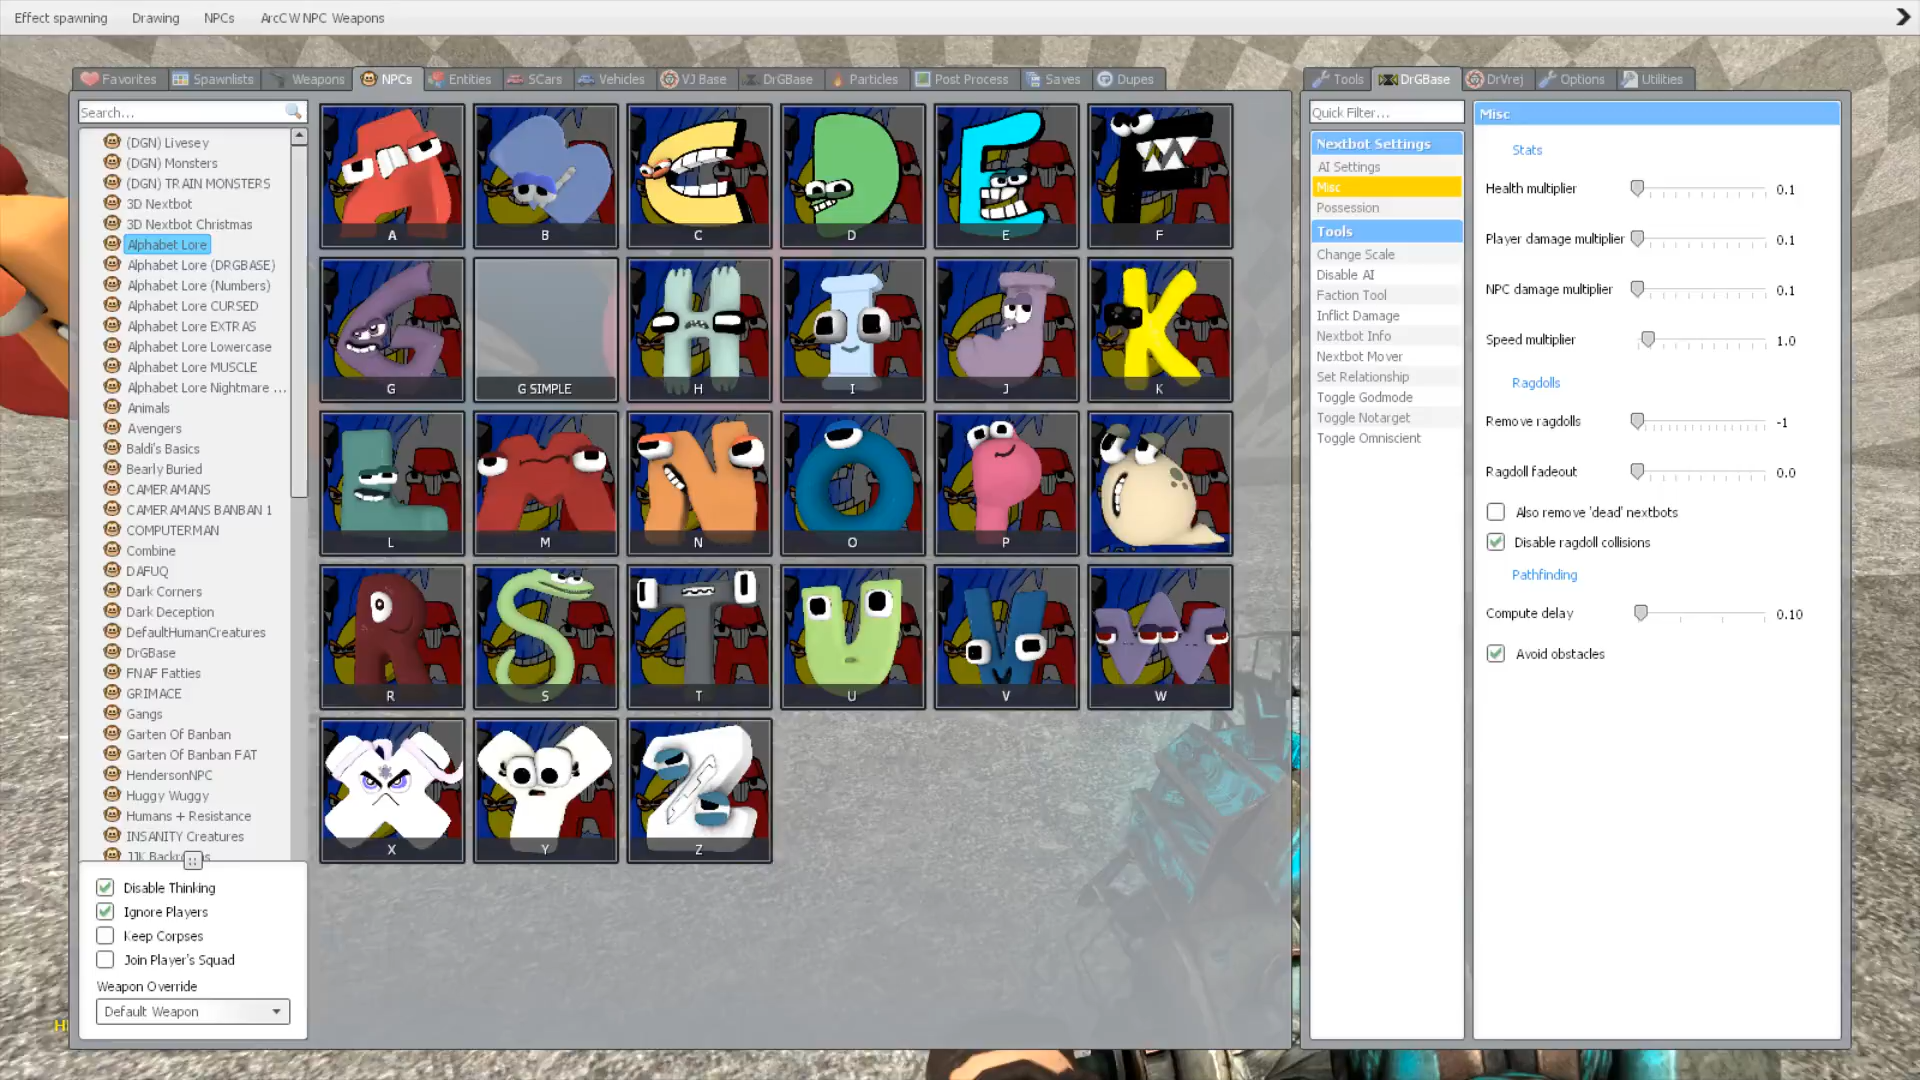 Effect spawning Drawing NPCs ArcCW NPC Weapons
Favorites Spawnlists Weapons NPCs Entities SCars Vehicles VJ Base DrGBase Particles Post Process Saves Dupes
Search...
(DGN) Livesey
(DGN) Monsters
(DGN) TRAIN MONSTERS
3D Nextbot
3D Nextbot Christmas
Alphabet Lore
Alphabet Lore (DRGBASE)
Alphabet Lore (Numbers)
Alphabet Lore CURSED
Alphabet Lore EXTRAS
Alphabet Lore Lowercase
Alphabet Lore MUSCLE
Alphabet Lore Nightmare ...
Animals
Avengers
Baldi's Basics
Bearly Buried
CAMERAMANS
CAMERAMANS BANBAN 1
COMPUTERMAN
Combine
DAFUQ
Dark Corners
Dark Deception
DefaultHumanCreatures
DrGBase
FNAF Fatties
GRIMACE
Gangs
Garten Of Banban
Garten Of Banban FAT
HendersonNPC
Huggy Wuggy
Humans + Resistance
INSANITY Creatures
Disable Thinking
Ignore Players
Keep Corpses
Join Player's Squad
Weapon Override
Default Weapon
A B C D E F
G G SIMPLE H I J K
L M N O P
R S T U V W
X Y Z
Tools DrGBase DrVrej Options Utilities
Quick Filter...
Nextbot Settings
AI Settings
Misc
Possession
Tools
Change Scale
Disable AI
Faction Tool
Inflict Damage
Nextbot Info
Nextbot Mover
Set Relationship
Toggle Godmode
Toggle Notarget
Toggle Omniscient
Misc
Stats
Health multiplier 0.1
Player damage multiplier 0.1
NPC damage multiplier 0.1
Speed multiplier 1.0
Ragdolls
Remove ragdolls -1
Ragdoll fadeout 0.0
Also remove 'dead' nextbots
Disable ragdoll collisions
Pathfinding
Compute delay 0.10
Avoid obstacles